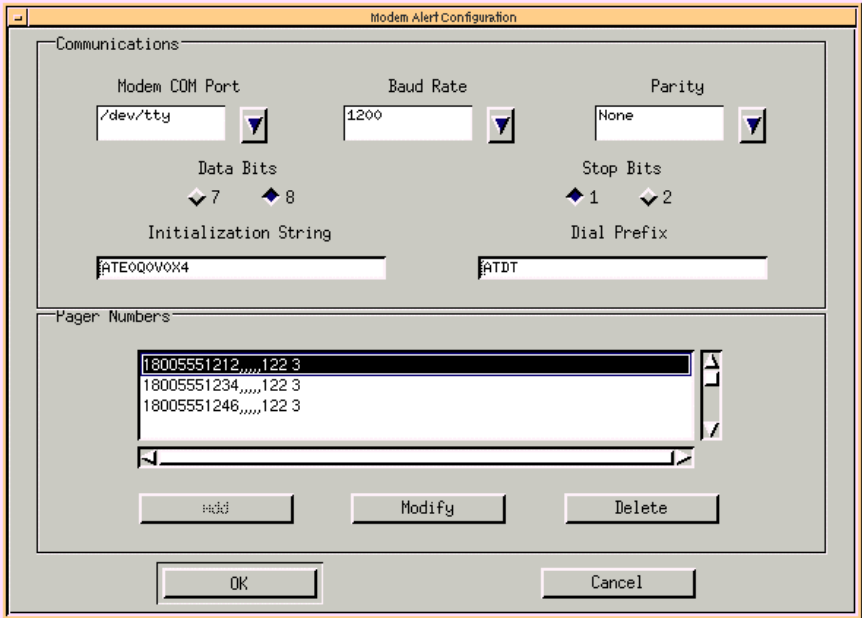 Modem Alert Configuration
Communications
Modem COM Port Baud Rate Parity
/dev/tty 1200 None
Data Bits Stop Bits
7 8 1 2
Initialization String Dial Prefix
ATE0Q0V0X4 ATDT
Pager Numbers
18005551212,,,,,122 3
18005551234,,,,,122 3
18005551246,,,,,122 3
Add Modify Delete
OK Cancel